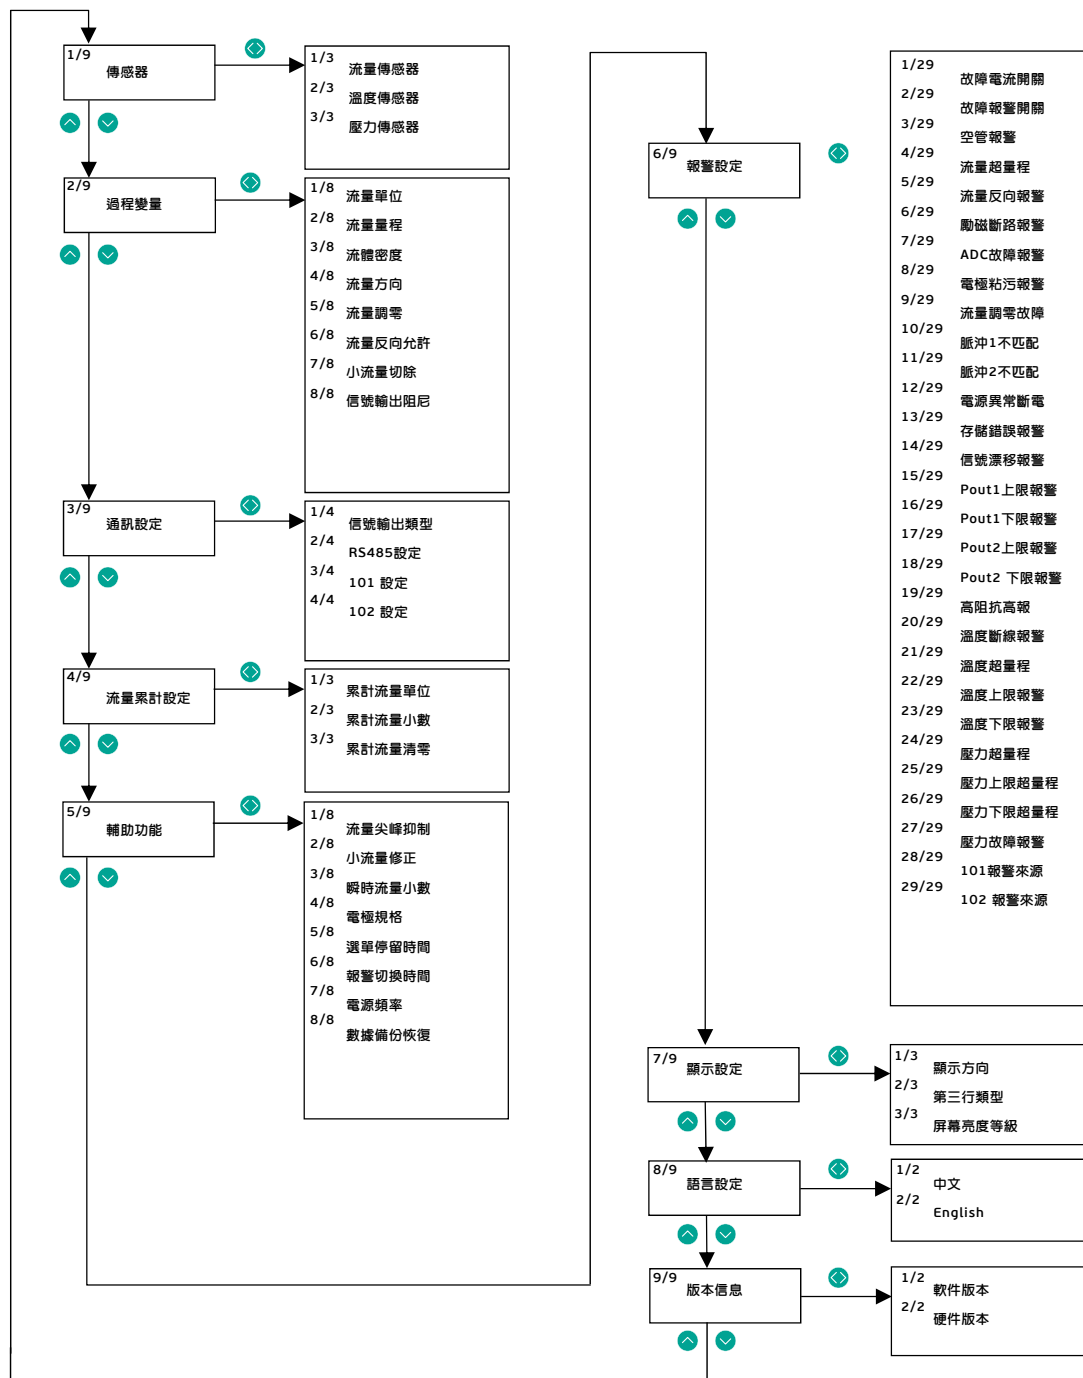 1/9
傳感器
1/3
流量傳感器
2/3
溫度傳感器
3/3
壓力傳感器
2/9
過程變量
1/8
流量單位
2/8
流量量程
3/8
流體密度
4/8
流量方向
5/8
流量調零
6/8
流量反向允許
7/8
小流量切除
8/8
信號輸出阻尼
3/9
通訊設定
1/4
信號輸出類型
2/4
RS485設定
3/4
101 設定
4/4
102 設定
4/9
流量累計設定
1/3
累計流量單位
2/3
累計流量小數
3/3
累計流量清零
5/9
輔助功能
1/8
流量尖峰抑制
2/8
小流量修正
3/8
瞬時流量小數
4/8
電極規格
5/8
選單停留時間
6/8
報警切換時間
7/8
電源頻率
8/8
數據備份恢復
6/9
報警設定
1/29
故障電流開關
2/29
故障報警開關
3/29
空管報警
4/29
流量超量程
5/29
流量反向報警
6/29
勵磁斷路報警
7/29
ADC故障報警
8/29
電極粘污報警
9/29
流量調零故障
10/29
脈沖1不匹配
11/29
脈沖2不匹配
12/29
電源異常斷電
13/29
存儲錯誤報警
14/29
信號漂移報警
15/29
Pout1上限報警
16/29
Pout1下限報警
17/29
Pout2上限報警
18/29
Pout2 下限報警
19/29
高阻抗高報
20/29
溫度斷線報警
21/29
溫度超量程
22/29
溫度上限報警
23/29
溫度下限報警
24/29
壓力超量程
25/29
壓力上限超量程
26/29
壓力下限超量程
27/29
壓力故障報警
28/29
101報警來源
29/29
102 報警來源
7/9
顯示設定
1/3
顯示方向
2/3
第三行類型
3/3
屏幕亮度等級
8/9
語言設定
1/2
中文
2/2
English
9/9
版本信息
1/2
軟件版本
2/2
硬件版本